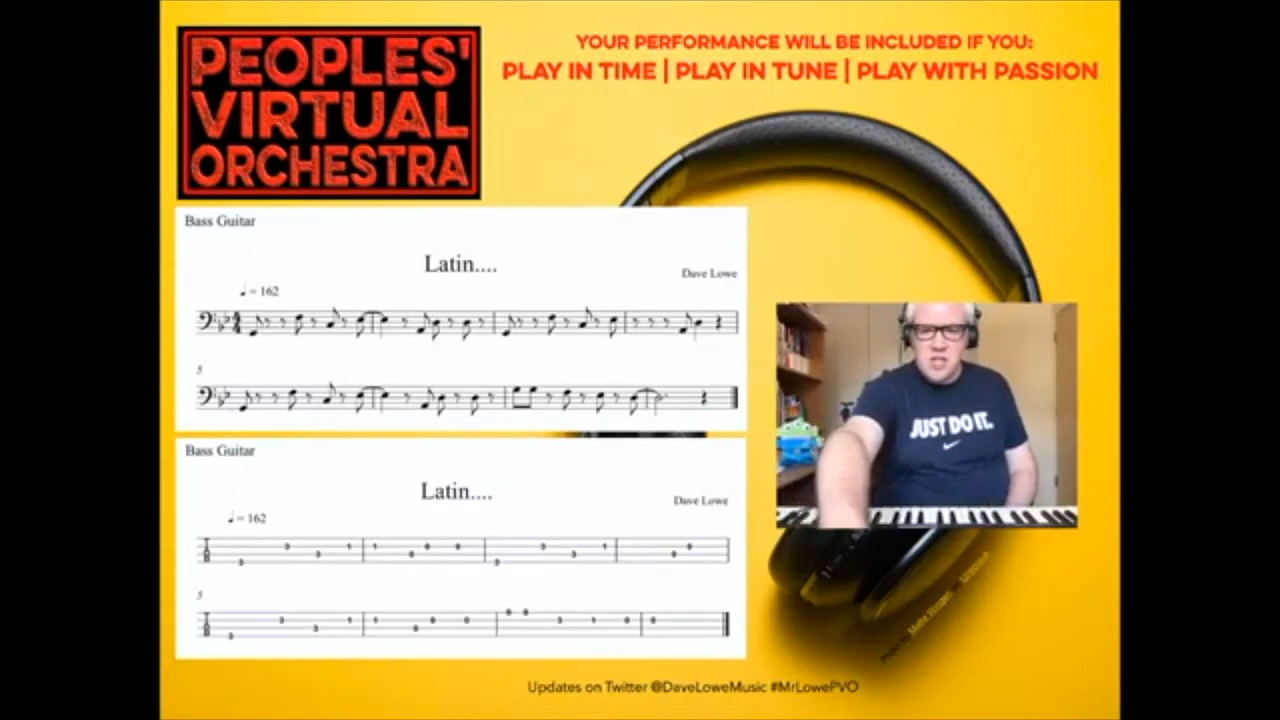 PEOPLES'
VIRTUAL
ORCHESTRA
YOUR PERFORMANCE WILL BE INCLUDED IF YOU:
PLAY IN TIME | PLAY IN TUNE | PLAY WITH PASSION
Bass Guitar
Latin....
Dave Lowe
♩ = 162
5
JUST DO IT.
Bass Guitar
Latin....
Dave Lowe
♩ = 162
5
Updates on Twitter @DaveLoweMusic #MrLowePVO